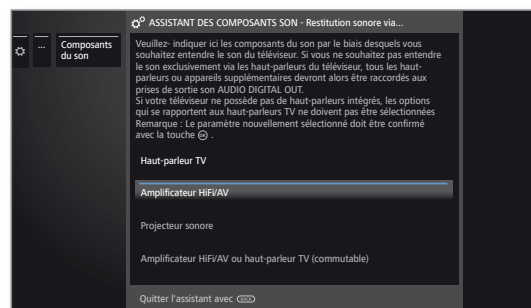 ASSISTANT DES COMPOSANTS SON - Restitution sonore via...
...
Composants
du son
Veuillez- indiquer ici les composants du son par le biais desquels vous
souhaitez entendre le son du téléviseur. Si vous ne souhaitez pas entendre
le son exclusivement via les haut-parleurs du téléviseur, tous les haut-
parleurs ou appareils supplémentaires devront alors être raccordés aux
prises de sortie son AUDIO DIGITAL OUT.
Si votre téléviseur ne possède pas de haut-parleurs intégrés, les options
qui se rapportent aux haut-parleurs TV ne doivent pas être sélectionnées
Remarque : Le paramètre nouvellement sélectionné doit être confirmé
avec la touche OK .
Haut-parleur TV
Amplificateur HiFi/AV
Projecteur sonore
Amplificateur HiFi/AV ou haut-parleur TV (commutable)
Quitter l'assistant avec BACK